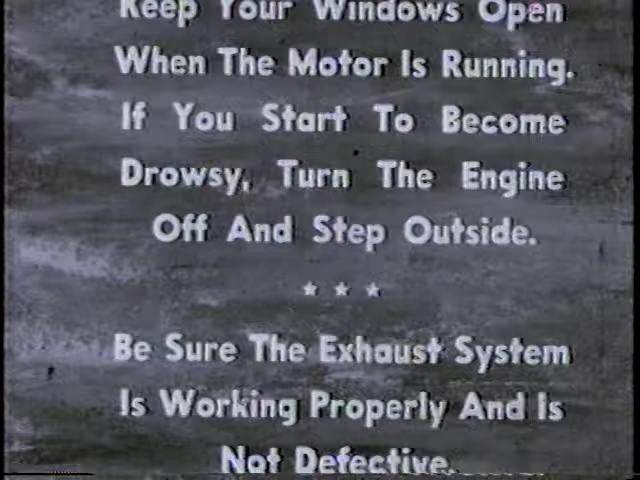 Keep Your Windows Open
When The Motor Is Running.
If You Start To Become
Drowsy, Turn The Engine
Off And Step Outside.
* * *
Be Sure The Exhaust System
Is Working Properly And Is
Not Defective.